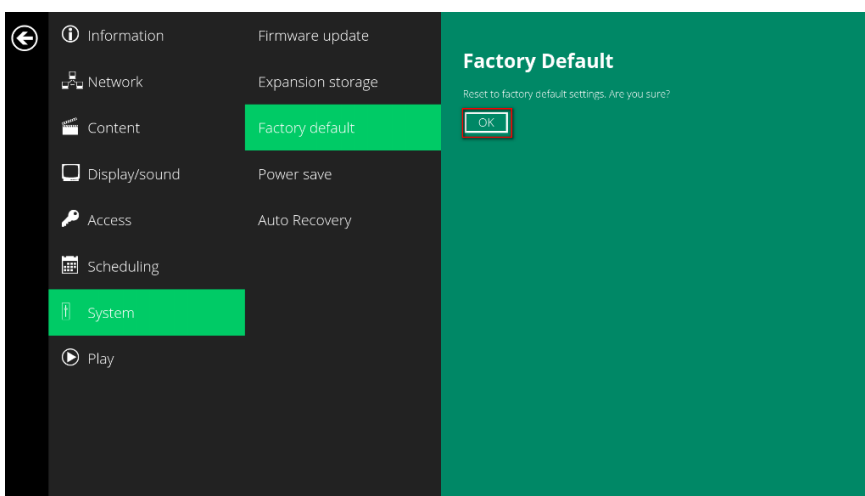 Information
Network
Content
Display/sound
Access
Scheduling
System
Play
Firmware update
Expansion storage
Factory default
Power save
Auto Recovery
Factory Default
Reset to factory default settings. Are you sure?
OK